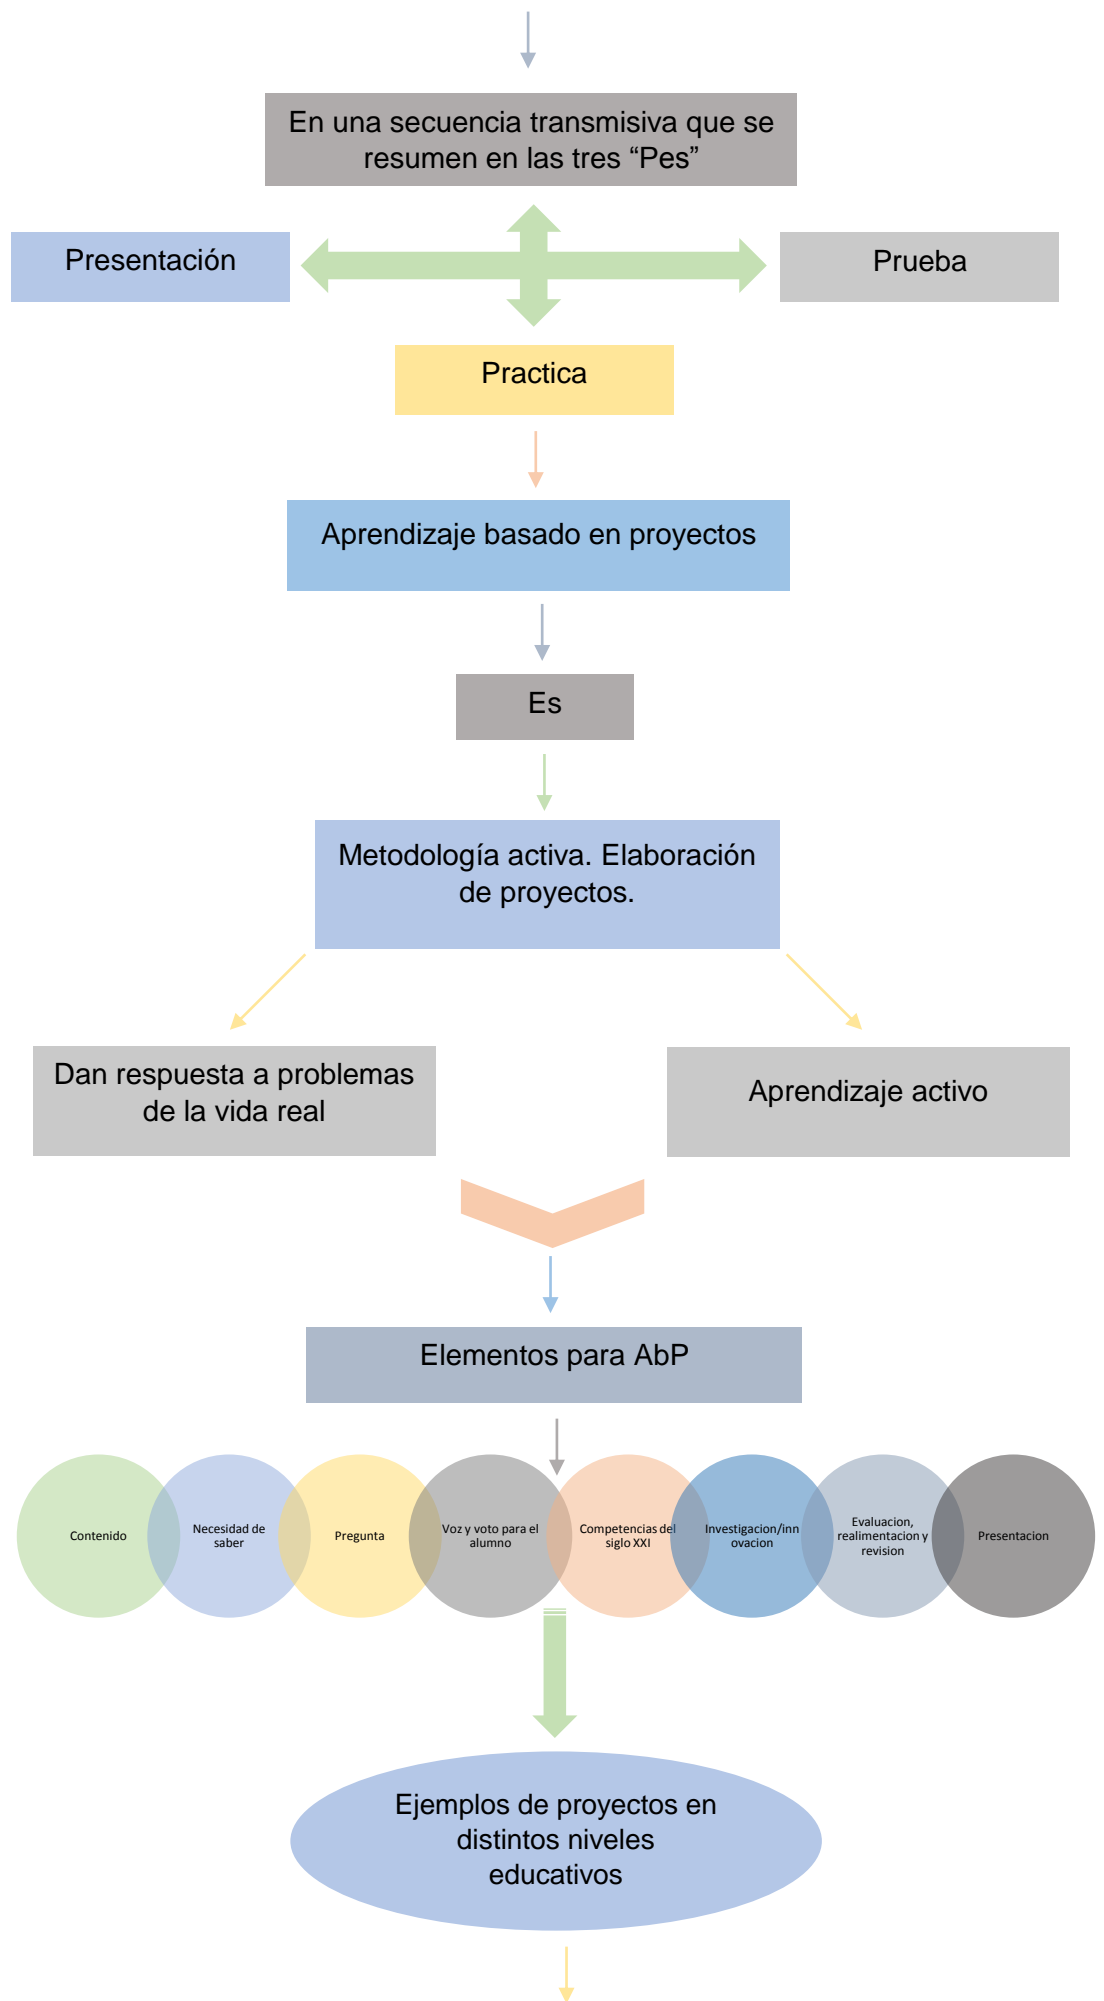 En una secuencia transmisiva que se
resumen en las tres “Pes”
Presentación
Prueba
Practica
Aprendizaje basado en proyectos
Es
Metodología activa. Elaboración
de proyectos.
Dan respuesta a problemas
de la vida real
Aprendizaje activo
Elementos para AbP
Contenido
Necesidad de
saber
Pregunta
Voz y voto para el
alumno
Competencias del
siglo XXI
Investigacion/inn
ovacion
Evaluacion,
realimentacion y
revision
Presentacion
Ejemplos de proyectos en
distintos niveles
educativos